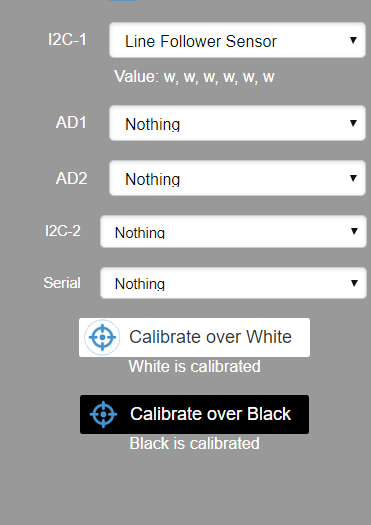 I2C-1 Line Follower Sensor
Value: w, w, w, w, w, w
AD1 Nothing
AD2 Nothing
I2C-2 Nothing
Serial Nothing
Calibrate over White
White is calibrated
Calibrate over Black
Black is calibrated